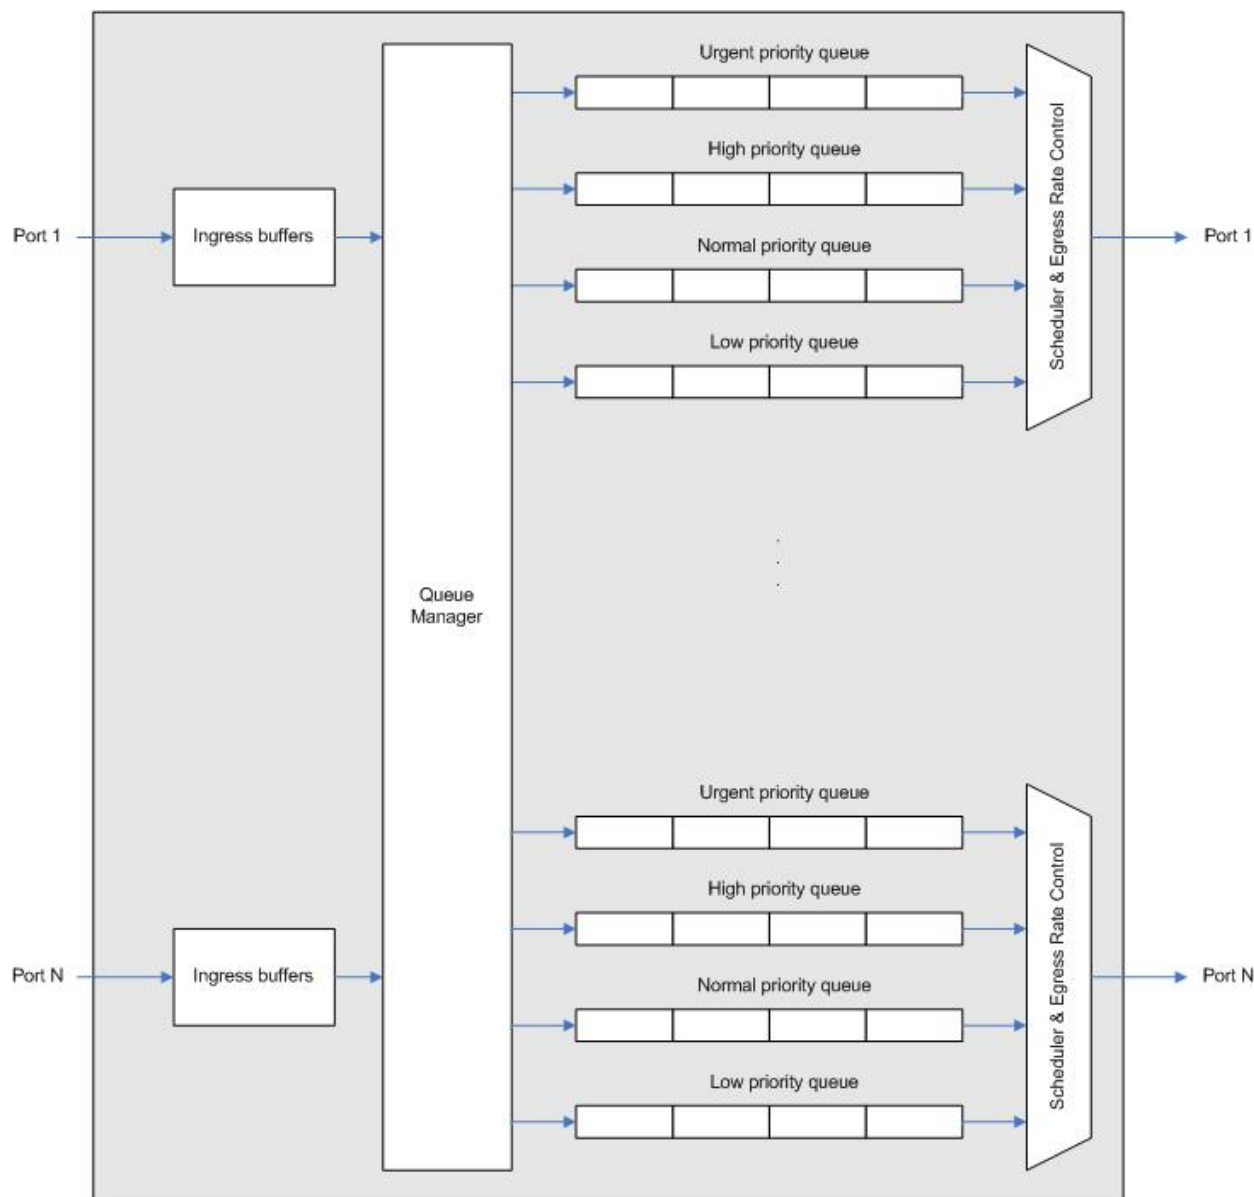 Urgent priority queue
High priority queue
Port 1
Ingress buffers
Normal priority queue
Low priority queue
Scheduler & Egress Rate Control
Port 1
Queue
Manager
Urgent priority queue
High priority queue
Port N
Ingress buffers
Normal priority queue
Low priority queue
Scheduler & Egress Rate Control
Port N